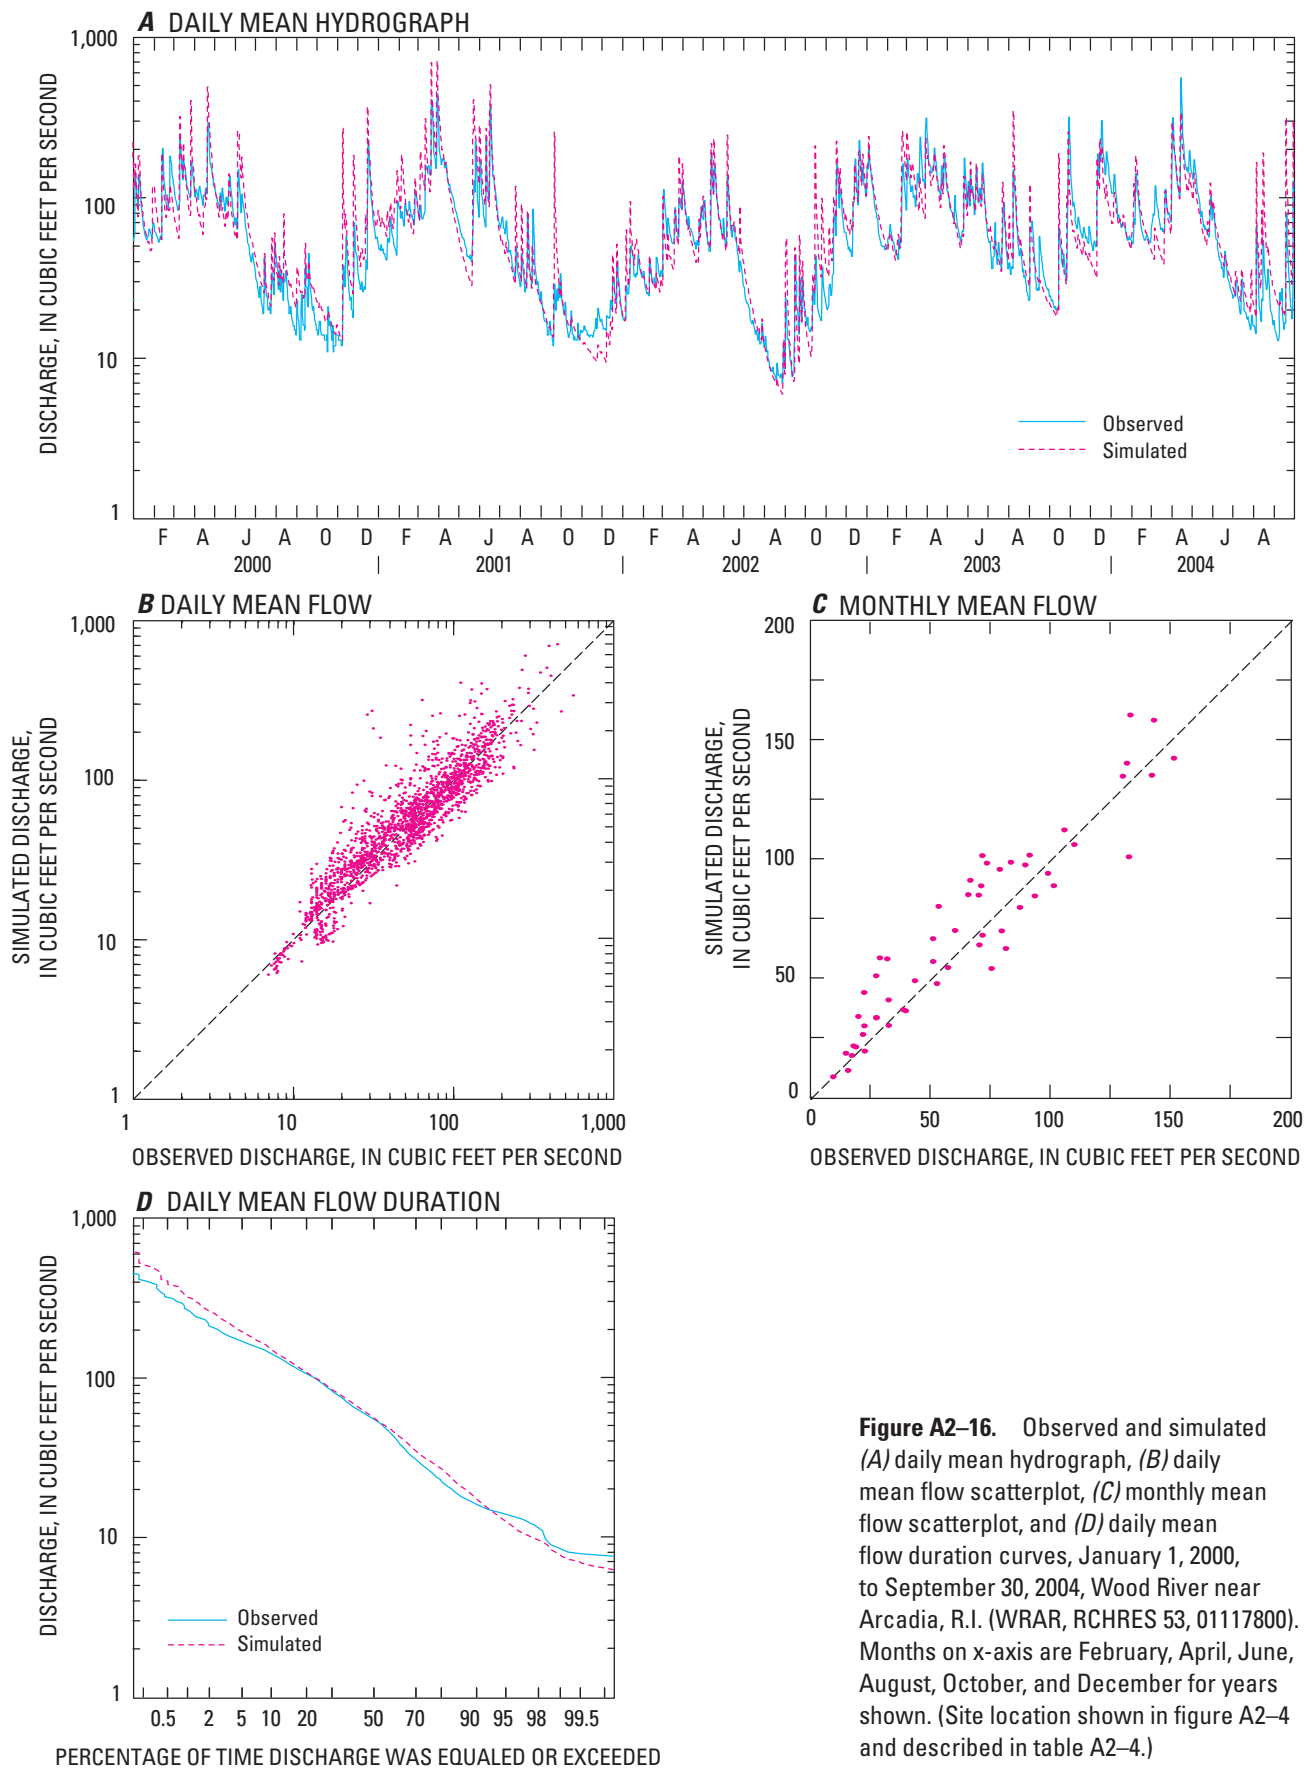 A DAILY MEAN HYDROGRAPH
1,000
100
10
1
DISCHARGE, IN CUBIC FEET PER SECOND
Observed
Simulated
F A J A O D F A J A O D F A J A O D F A J A O D F A J A
2000 | 2001 | 2002 | 2003 | 2004
B DAILY MEAN FLOW
1,000
100
10
1
SIMULATED DISCHARGE,
IN CUBIC FEET PER SECOND
1 10 100 1,000
OBSERVED DISCHARGE, IN CUBIC FEET PER SECOND
C MONTHLY MEAN FLOW
200
150
100
50
0
SIMULATED DISCHARGE,
IN CUBIC FEET PER SECOND
0 50 100 150 200
OBSERVED DISCHARGE, IN CUBIC FEET PER SECOND
D DAILY MEAN FLOW DURATION
1,000
100
10
1
DISCHARGE, IN CUBIC FEET PER SECOND
Observed
Simulated
0.5 2 5 10 20 50 70 90 95 98 99.5
PERCENTAGE OF TIME DISCHARGE WAS EQUALED OR EXCEEDED
Figure A2–16. Observed and simulated
(A) daily mean hydrograph, (B) daily
mean flow scatterplot, (C) monthly mean
flow scatterplot, and (D) daily mean
flow duration curves, January 1, 2000,
to September 30, 2004, Wood River near
Arcadia, R.I. (WRAR, RCHRES 53, 01117800).
Months on x-axis are February, April, June,
August, October, and December for years
shown. (Site location shown in figure A2–4
and described in table A2–4.)